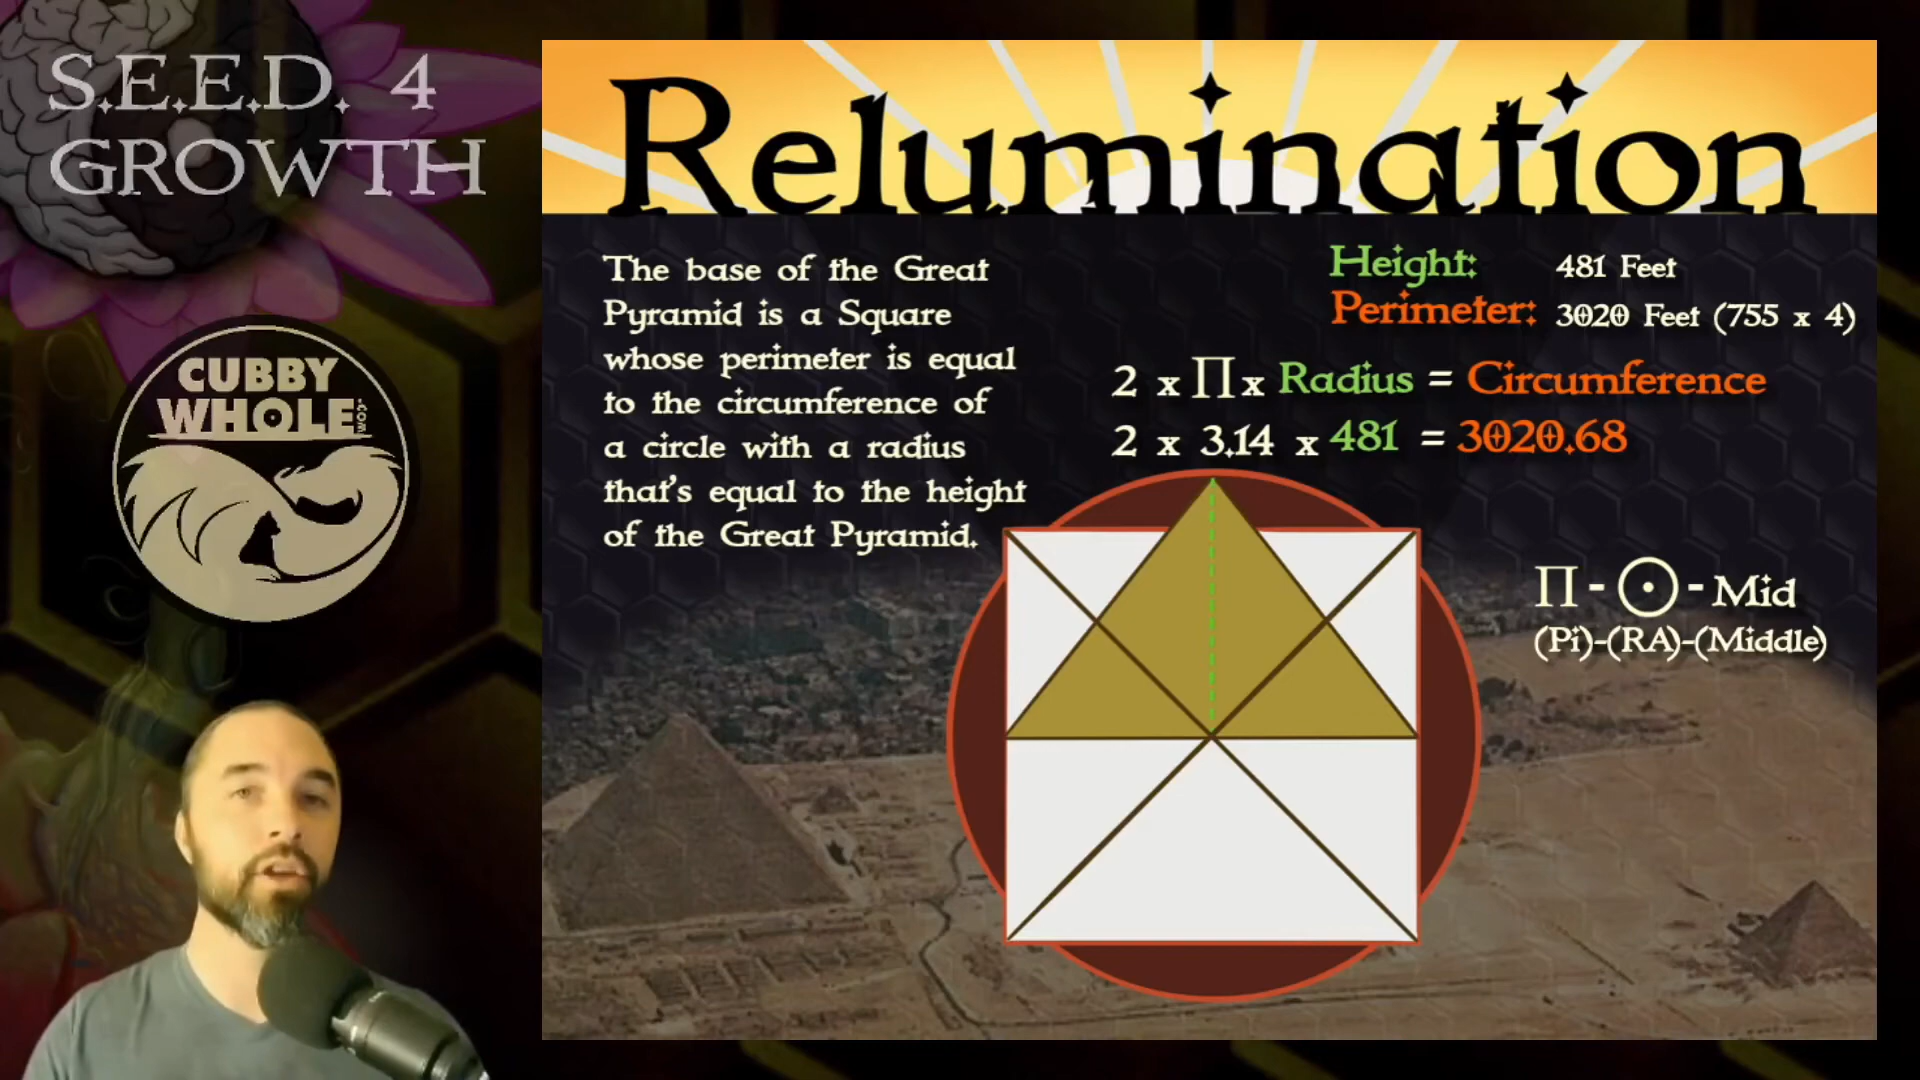 S.E.E.D. 4
GROWTH
CUBBY
WHOLE.COM
Relumination
The base of the Great
Pyramid is a Square
whose perimeter is equal
to the circumference of
a circle with a radius
that's equal to the height
of the Great Pyramid.
Height: 481 Feet
Perimeter: 3020 Feet (755 x 4)
2 x Π x Radius = Circumference
2 x 3.14 x 481 = 3020.68
Π - ☉ - Mid
(Pi)-(RA)-(Middle)